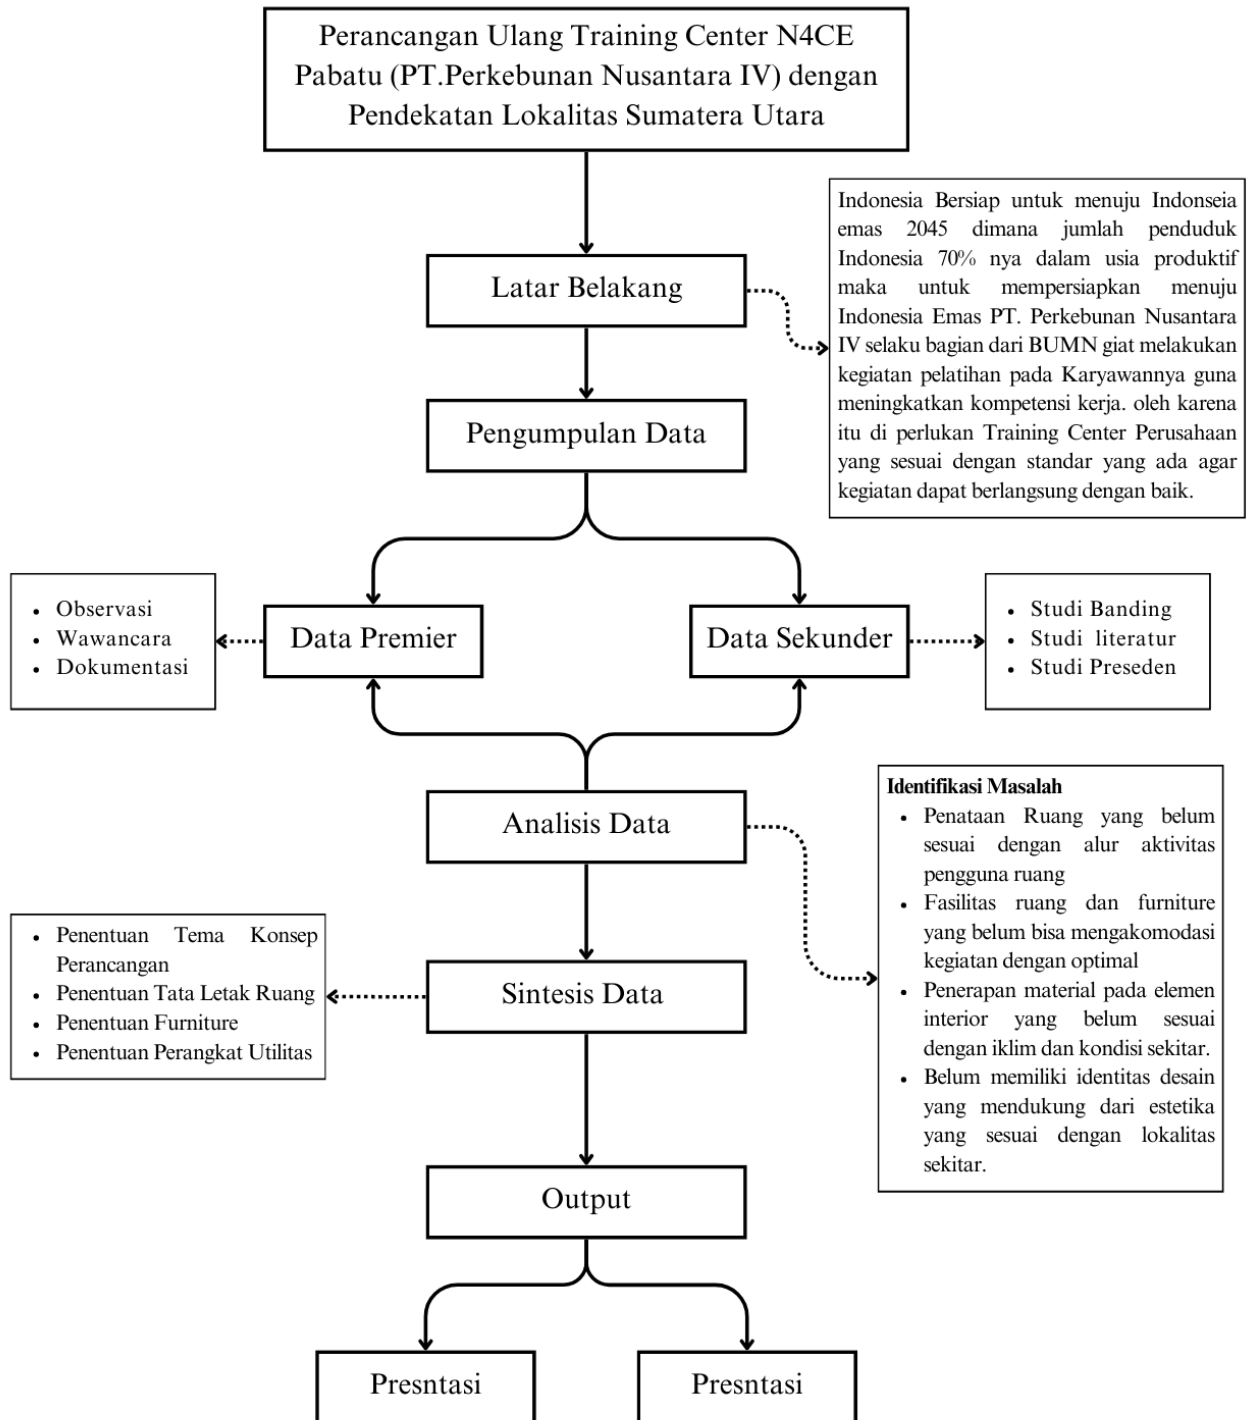 Perancangan Ulang Training Center N4CE
Pabatu (PT.Perkebunan Nusantara IV) dengan
Pendekatan Lokalitas Sumatera Utara
Latar Belakang
Indonesia Bersiap untuk menuju Indonseia
emas 2045 dimana jumlah penduduk
Indonesia 70% nya dalam usia produktif
maka untuk mempersiapkan menuju
Indonesia Emas PT. Perkebunan Nusantara
IV selaku bagian dari BUMN giat melakukan
kegiatan pelatihan pada Karyawannya guna
meningkatkan kompetensi kerja. oleh karena
itu di perlukan Training Center Perusahaan
yang sesuai dengan standar yang ada agar
kegiatan dapat berlangsung dengan baik.
Pengumpulan Data
• Observasi
• Wawancara
• Dokumentasi
Data Premier
Data Sekunder
• Studi Banding
• Studi literatur
• Studi Preseden
Analisis Data
Identifikasi Masalah
• Penataan Ruang yang belum
sesuai dengan alur aktivitas
pengguna ruang
• Fasilitas ruang dan furniture
yang belum bisa mengakomodasi
kegiatan dengan optimal
• Penerapan material pada elemen
interior yang belum sesuai
dengan iklim dan kondisi sekitar.
• Belum memiliki identitas desain
yang mendukung dari estetika
yang sesuai dengan lokalitas
sekitar.
• Penentuan Tema Konsep
Perancangan
• Penentuan Tata Letak Ruang
• Penentuan Furniture
• Penentuan Perangkat Utilitas
Sintesis Data
Output
Presntasi
Presntasi